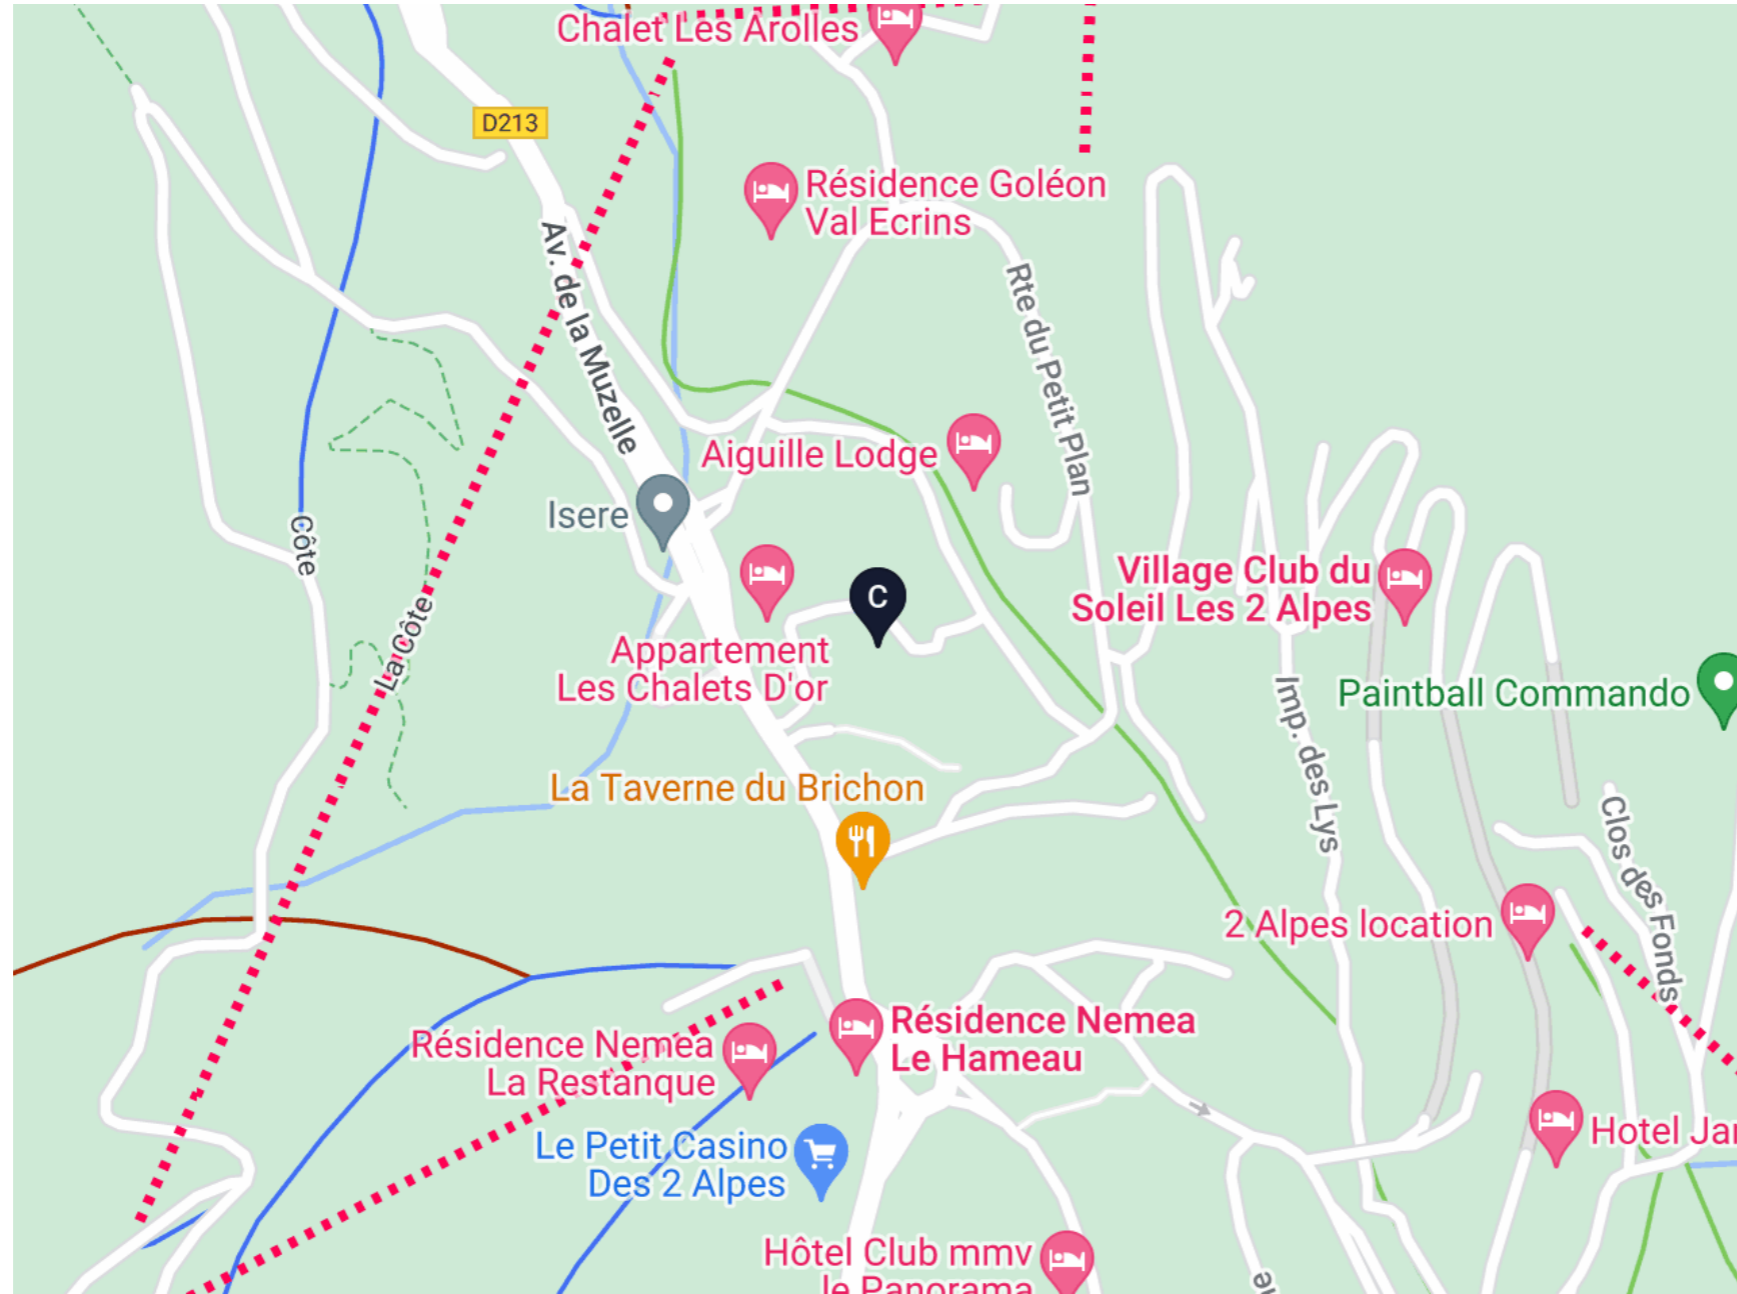 Chalet Les Arolles
D213
Résidence Goléon
Val Ecrins
Av. de la Muzelle
Rte du Petit Plan
Aiguille Lodge
Isere
Côte
C
Village Club du
Soleil Les 2 Alpes
La Côte
Appartement
Les Chalets D'or
Paintball Commando
Imp. des Lys
La Taverne du Brichon
Clos des Fonds
2 Alpes location
Résidence Nemea
Le Hameau
Résidence Nemea
La Restanque
Hotel Jan
Le Petit Casino
Des 2 Alpes
Hôtel Club mmv
le Panorama